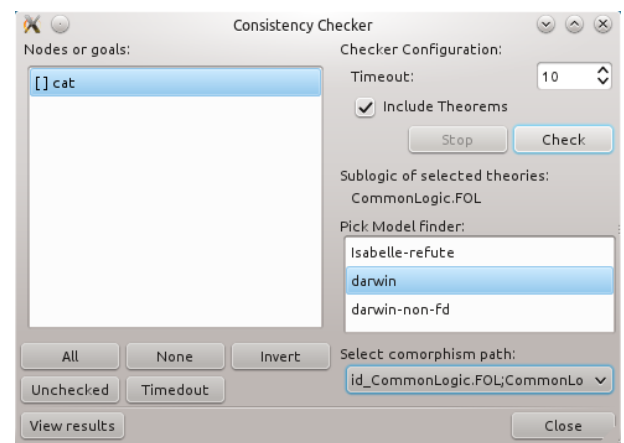 Consistency Checker
Nodes or goals:
[] cat
All None Invert
Unchecked Timedout
View results
Checker Configuration:
Timeout: 10
Include Theorems
Stop Check
Sublogic of selected theories:
CommonLogic.FOL
Pick Model finder:
Isabelle-refute
darwin
darwin-non-fd
Select comorphism path:
id_CommonLogic.FOL;CommonLo
Close